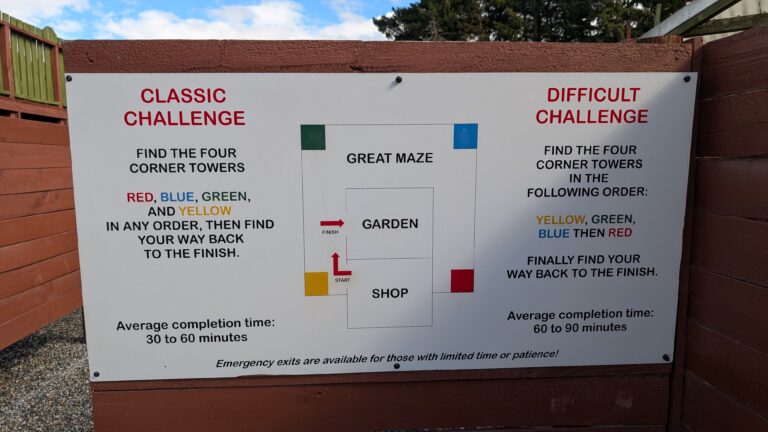 CLASSIC
CHALLENGE
FIND THE FOUR
CORNER TOWERS
RED, BLUE, GREEN,
AND YELLOW
IN ANY ORDER, THEN FIND
YOUR WAY BACK
TO THE FINISH.
Average completion time:
30 to 60 minutes
GREAT MAZE
GARDEN
FINISH
START
SHOP
DIFFICULT
CHALLENGE
FIND THE FOUR
CORNER TOWERS
IN THE
FOLLOWING ORDER:
YELLOW, GREEN,
BLUE THEN RED
FINALLY FIND YOUR
WAY BACK TO THE FINISH.
Average completion time:
60 to 90 minutes
Emergency exits are available for those with limited time or patience!